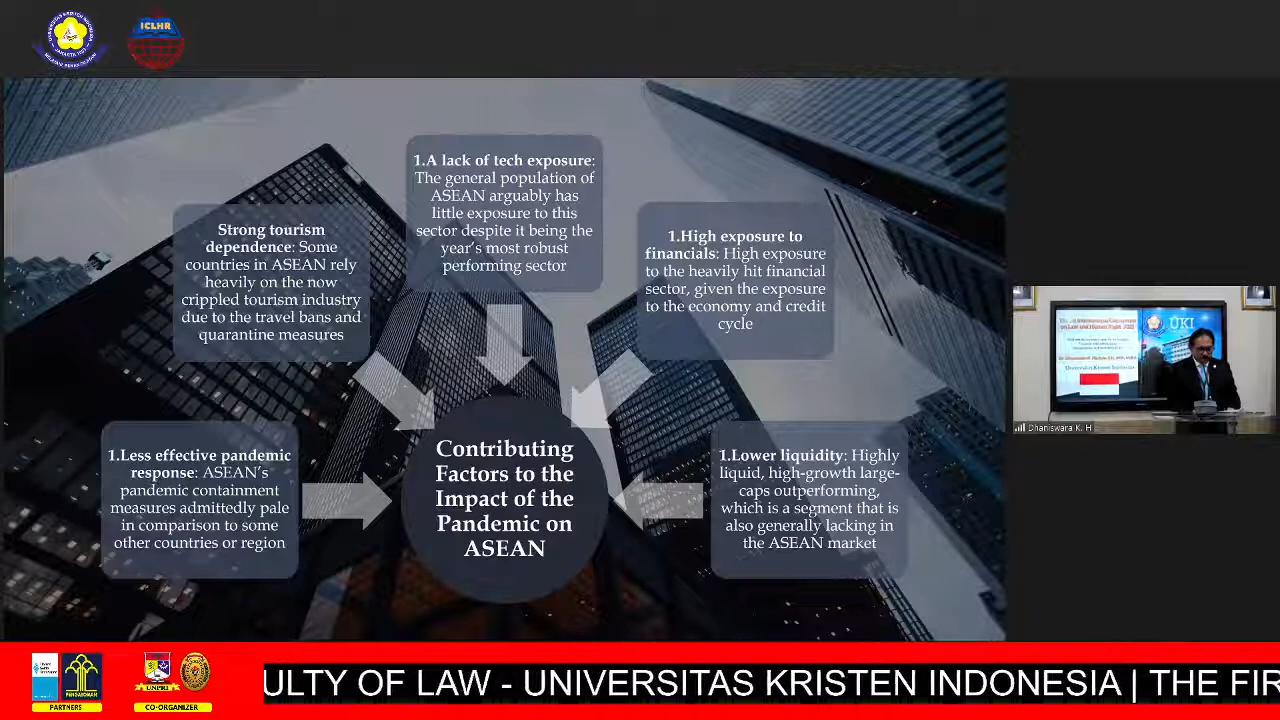 ICLHR
1.A lack of tech exposure:
The general population of
ASEAN arguably has
little exposure to this
sector despite it being the
year's most robust
performing sector
Strong tourism
dependence: Some
countries in ASEAN rely
heavily on the now
crippled tourism industry
due to the travel bans and
quarantine measures
1.High exposure to
financials: High exposure
to the heavily hit financial
sector, given the exposure
to the economy and credit
cycle
1.Less effective pandemic
response: ASEAN's
pandemic containment
measures admittedly pale
in comparison to some
other countries or region
Contributing
Factors to the
Impact of the
Pandemic on
ASEAN
1.Lower liquidity: Highly
liquid, high-growth large-
caps outperforming,
which is a segment that is
also generally lacking in
the ASEAN market
UKI
Universitas Kristen Indonesia
Dhaniswara K. H
PENGAYOMAN
UNPRI
PARTNERS
CO-ORGANIZER
ULTY OF LAW - UNIVERSITAS KRISTEN INDONESIA | THE FIR